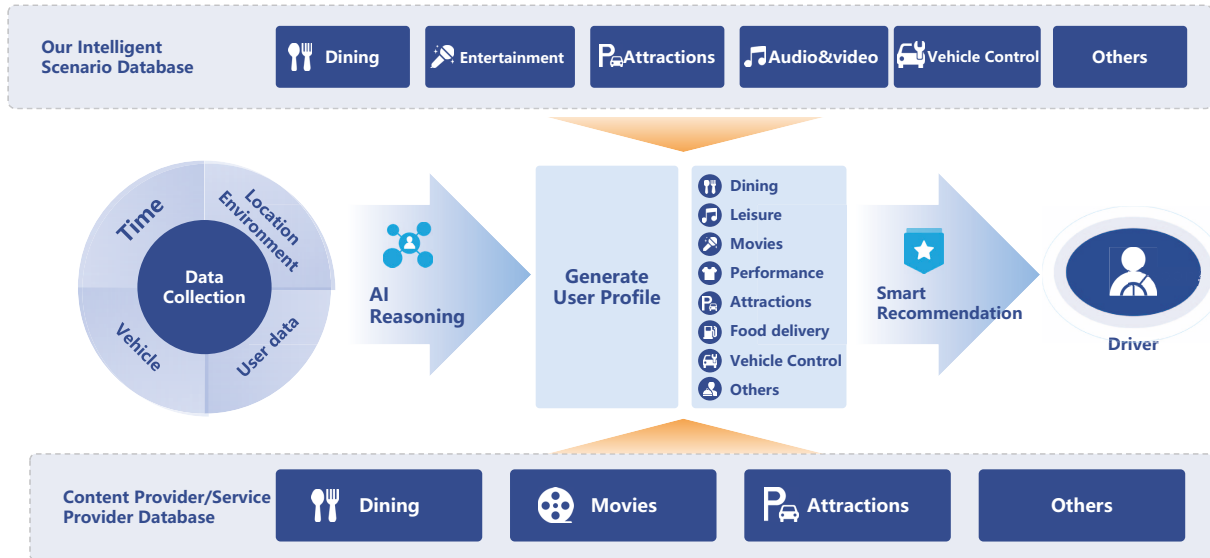 Our Intelligent
Scenario Database
Dining
Entertainment
Attractions
Audio&video
Vehicle Control
Others
Time
Location
Environment
Data
Collection
Vehicle
User data
AI
Reasoning
Generate
User Profile
Dining
Leisure
Movies
Performance
Attractions
Food delivery
Vehicle Control
Others
Smart
Recommendation
Driver
Content Provider/Service
Provider Database
Dining
Movies
Attractions
Others